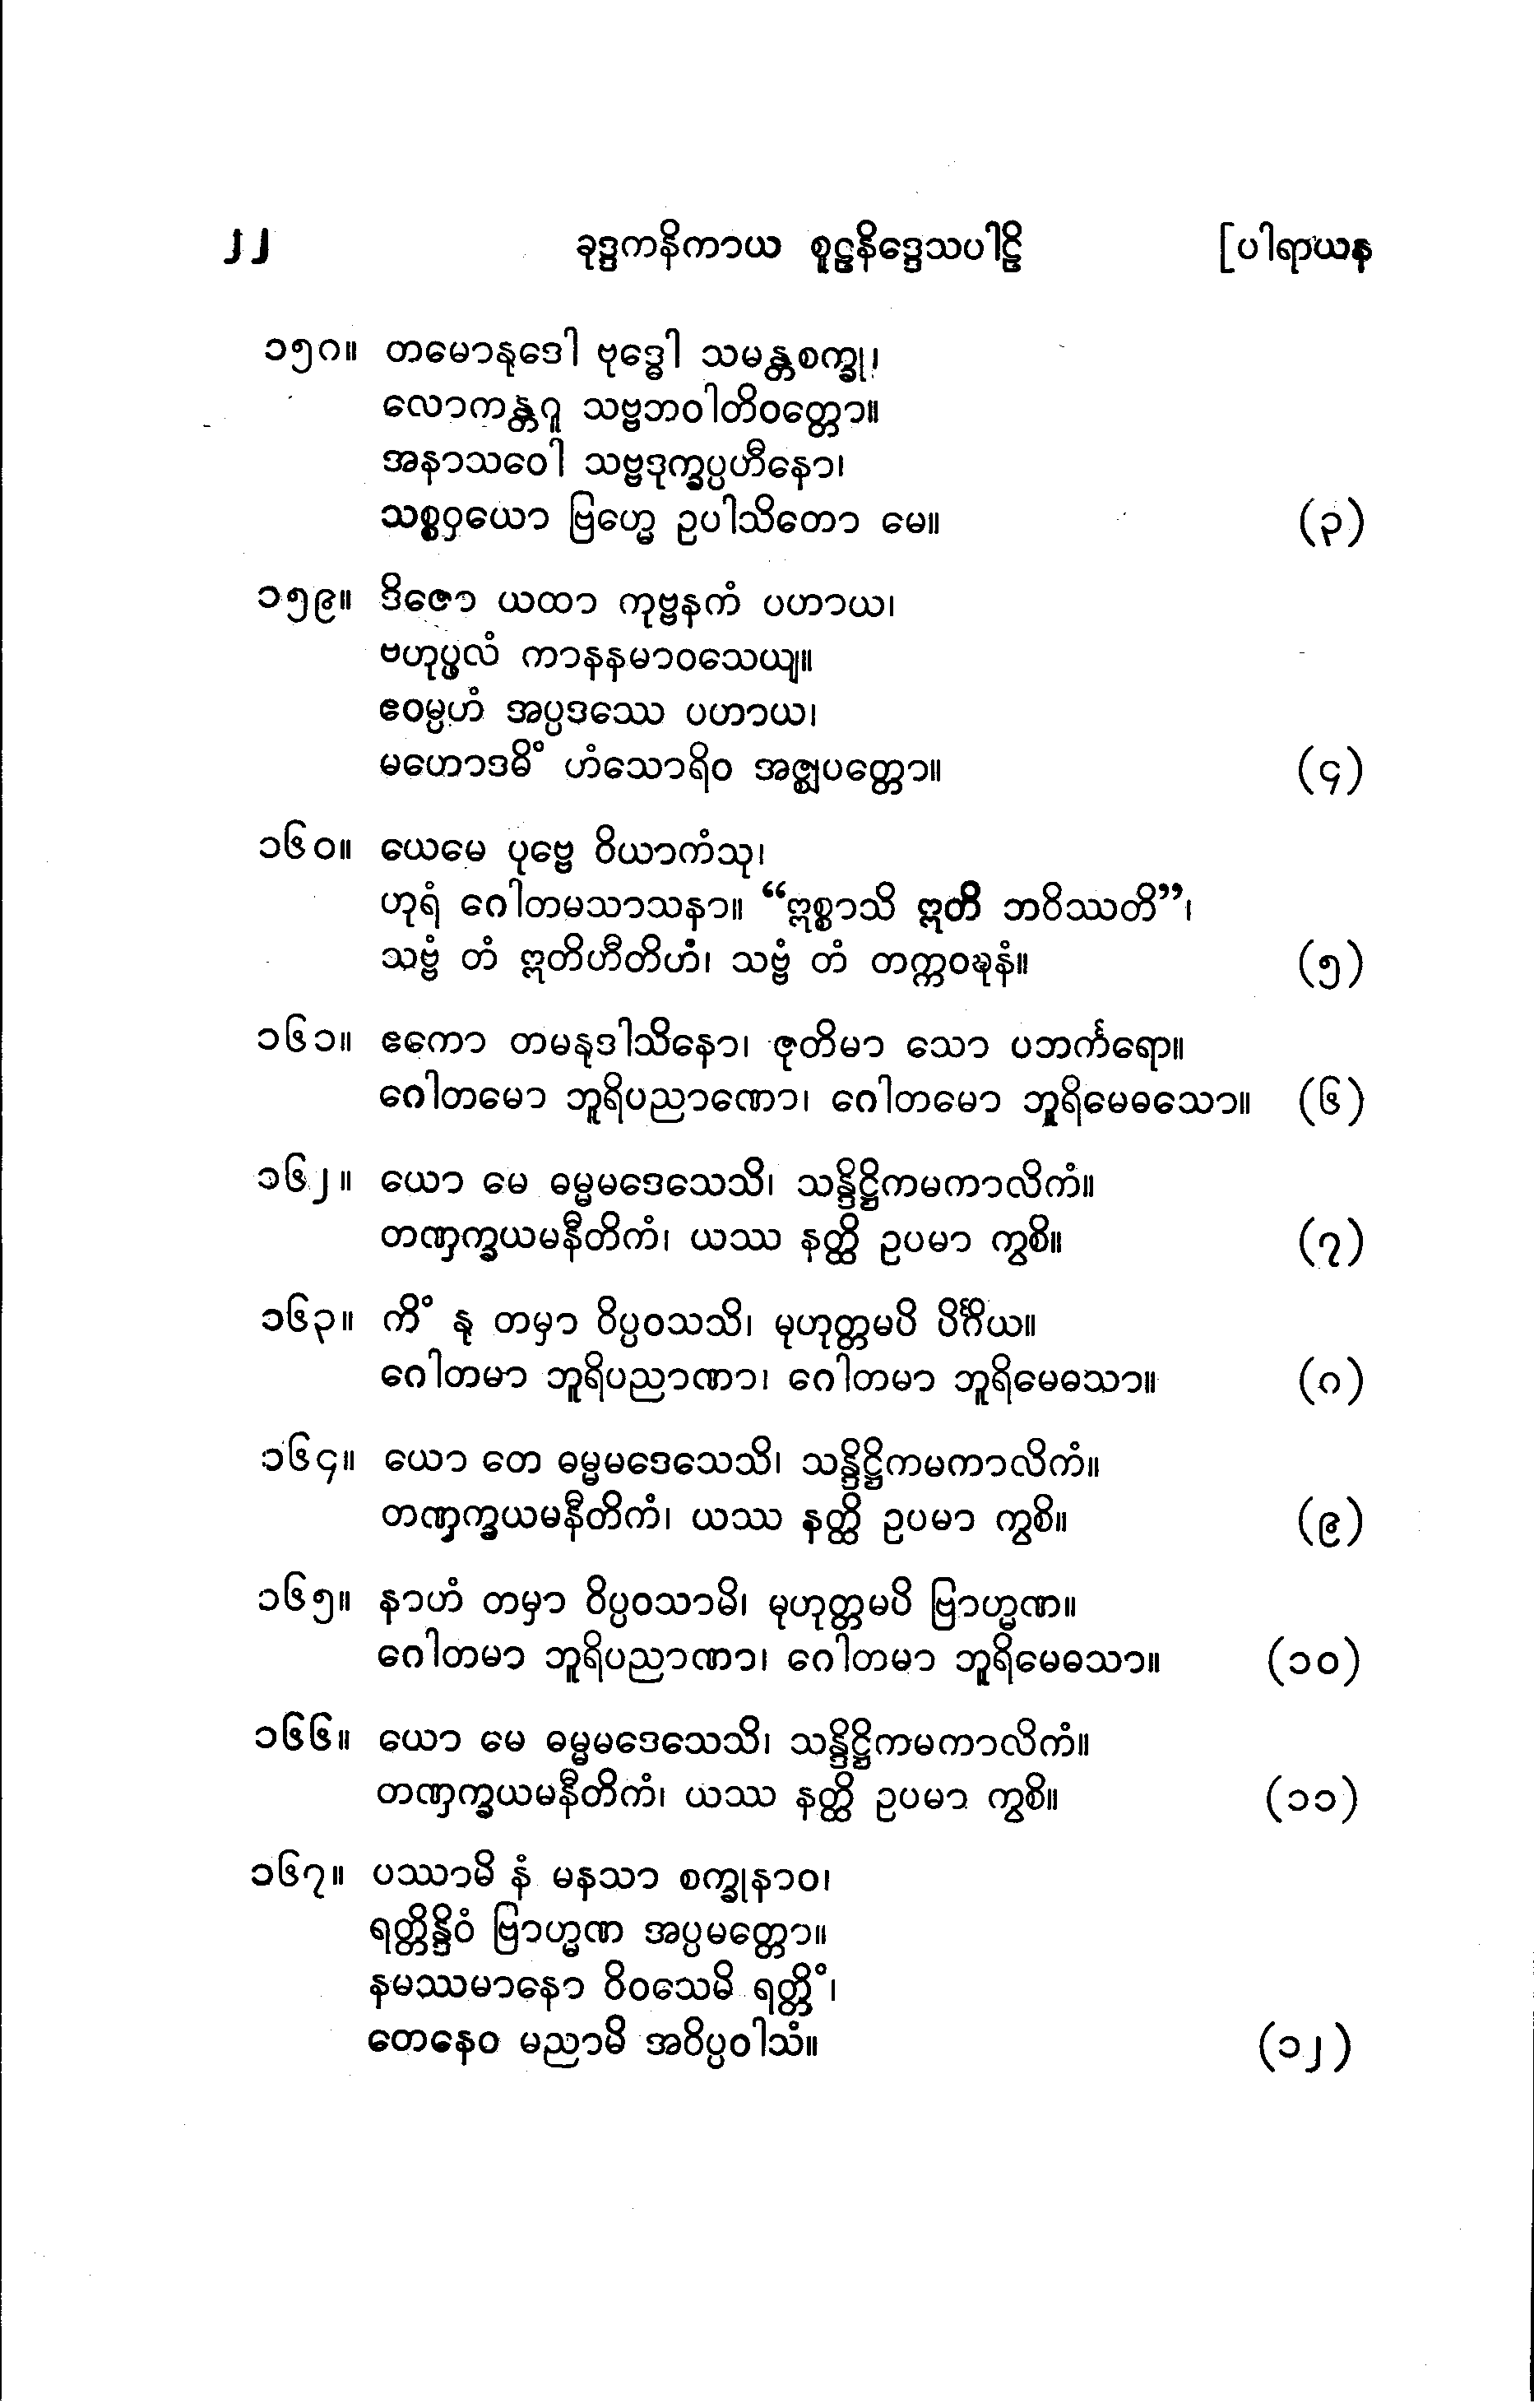 ၂၂ ခုဒ္ဒကနိကာယ စူဠနိဒ္ဒေသပါဠိ [ပါရာယန
၁၅၈။ တမောနုဒေါ ဗုဒ္ဓေါ သမန္တစက္ခု၊
လောကန္တဂူ သဗ္ဗဘဝါတိဝတ္တော။
အနာသဝေါ သဗ္ဗဒုက္ခပ္ပဟီနော၊
သစ္စဝှယော ဗြဟ္မေ ဥပါသိတော မေ။ (၃)
၁၅၉။ ဒိဇော ယထာ ကုဗ္ဗနကံ ပဟာယ၊
ဗဟုပ္ဖလံ ကာနနမာဝသေယျ။
ဧဝမ္ပဟံ အပ္ပဒဿေ ပဟာယ၊
မဟောဒဓိံ ဟံသောရိဝ အဇ္ဈပတ္တော။ (၄)
၁၆၀။ ယေမေ ပုဗ္ဗေ ဝိယာကံသု၊
ဟုရံ ဂေါတမသာသနာ။ “ဣစ္စာသိ ဣတိ ဘဝိဿတိ”၊
သဗ္ဗံ တံ ဣတိဟီတိဟံ၊ သဗ္ဗံ တံ တက္ကဝဍ္ဎနံ။ (၅)
၁၆၁။ ဧကော တမနုဒါသိနော၊ ဇုတိမာ သော ပဘင်္ကရော။
ဂေါတမော ဘူရိပညာဏော၊ ဂေါတမော ဘူရိမေဓသော။ (၆)
၁၆၂။ ယော မေ ဓမ္မမဒေသေသိ၊ သန္ဒိဋ္ဌိကမကာလိကံ။
တဏှက္ခယမနီတိကံ၊ ယဿ နတ္ထိ ဥပမာ ကွစိ။ (၇)
၁၆၃။ ကိံ နု တမှာ ဝိပ္ပဝသသိ၊ မုဟုတ္တမပိ ပိင်္ဂိယ။
ဂေါတမာ ဘူရိပညာဏာ၊ ဂေါတမာ ဘူရိမေဓသာ။ (၈)
၁၆၄။ ယော တေ ဓမ္မမဒေသေသိ၊ သန္ဒိဋ္ဌိကမကာလိကံ။
တဏှက္ခယမနီတိကံ၊ ယဿ နတ္ထိ ဥပမာ ကွစိ။ (၉)
၁၆၅။ နာဟံ တမှာ ဝိပ္ပဝသာမိ၊ မုဟုတ္တမပိ ဗြာဟ္မဏ။
ဂေါတမာ ဘူရိပညာဏာ၊ ဂေါတမာ ဘူရိမေဓသာ။ (၁၀)
၁၆၆။ ယော မေ ဓမ္မမဒေသေသိ၊ သန္ဒိဋ္ဌိကမကာလိကံ။
တဏှက္ခယမနီတိကံ၊ ယဿ နတ္ထိ ဥပမာ ကွစိ။ (၁၁)
၁၆၇။ ပဿာမိ နံ မနသာ စက္ခုနာဝ၊
ရတ္တိန္ဒိဝံ ဗြာဟ္မဏ အပ္ပမတ္တော။
နမဿမာနော ဝိဝသေမိ ရတ္တိံ၊
တေနေဝ မညာမိ အဝိပ္ပဝါသံ။ (၁၂)